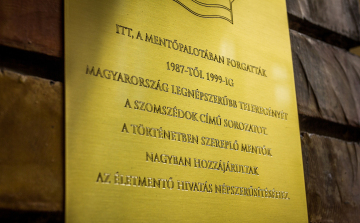 ITT, A MENTŐPALOTÁBAN FORGATTÁK
1987-TŐL 1999-IG
MAGYARORSZÁG LEGNÉPSZERŰBB TELEREGÉNYÉT
A SZOMSZÉDOK CÍMŰ SOROZATOT.
A TÖRTÉNETBEN SZEREPLŐ MENTŐK
NAGYBAN HOZZÁJÁRULTAK
AZ ÉLETMENTŐ HIVATÁS NÉPSZERŰSÍTÉSÉHEZ.